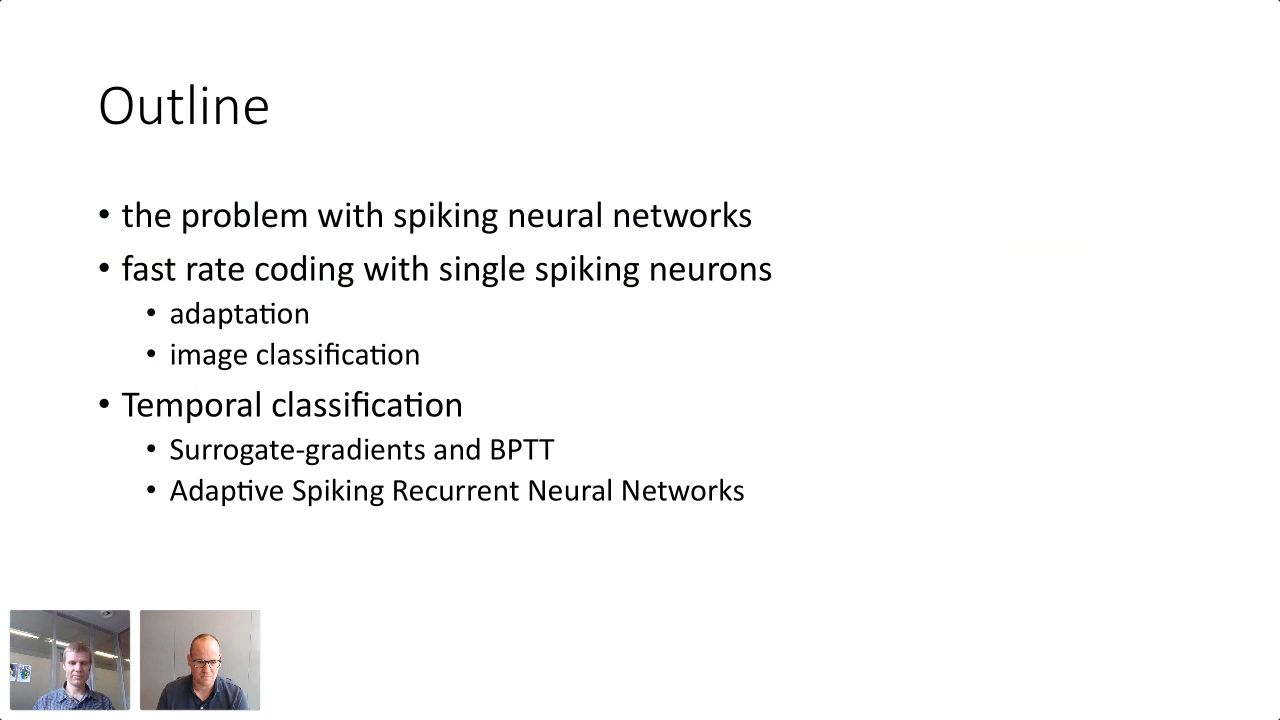 Outline
• the problem with spiking neural networks
• fast rate coding with single spiking neurons
• adaptation
• image classification
• Temporal classification
• Surrogate-gradients and BPTT
• Adaptive Spiking Recurrent Neural Networks